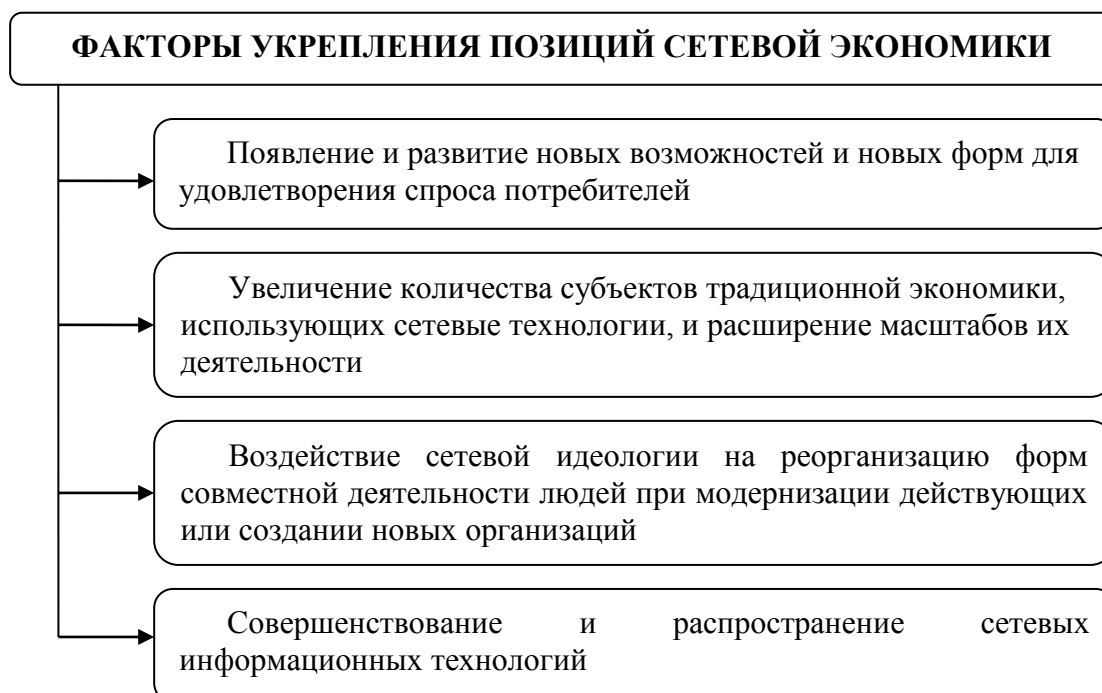 ФАКТОРЫ УКРЕПЛЕНИЯ ПОЗИЦИЙ СЕТЕВОЙ ЭКОНОМИКИ
Появление и развитие новых возможностей и новых форм для
удовлетворения спроса потребителей
Увеличение количества субъектов традиционной экономики,
использующих сетевые технологии, и расширение масштабов их
деятельности
Воздействие сетевой идеологии на реорганизацию форм
совместной деятельности людей при модернизации действующих
или создании новых организаций
Совершенствование и распространение сетевых
информационных технологий